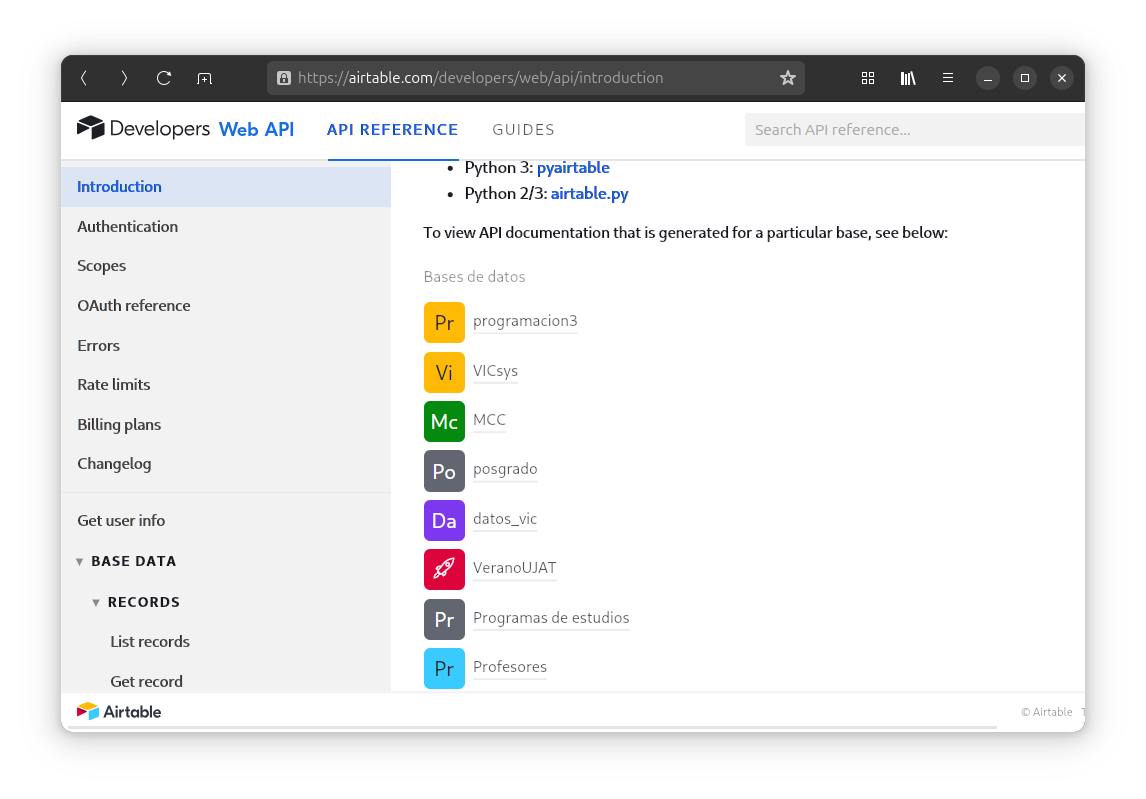 https://airtable.com/developers/web/api/introduction
Developers Web API
API REFERENCE
GUIDES
Search API reference...
Introduction
Authentication
Scopes
OAuth reference
Errors
Rate limits
Billing plans
Changelog
Get user info
BASE DATA
RECORDS
List records
Get record
• Python 3: pyairtable
• Python 2/3: airtable.py
To view API documentation that is generated for a particular base, see below:
Bases de datos
Pr programacion3
Vi VICsys
Mc MCC
Po posgrado
Da datos_vic
VeranoUJAT
Pr Programas de estudios
Pr Profesores
Airtable
© Airtable